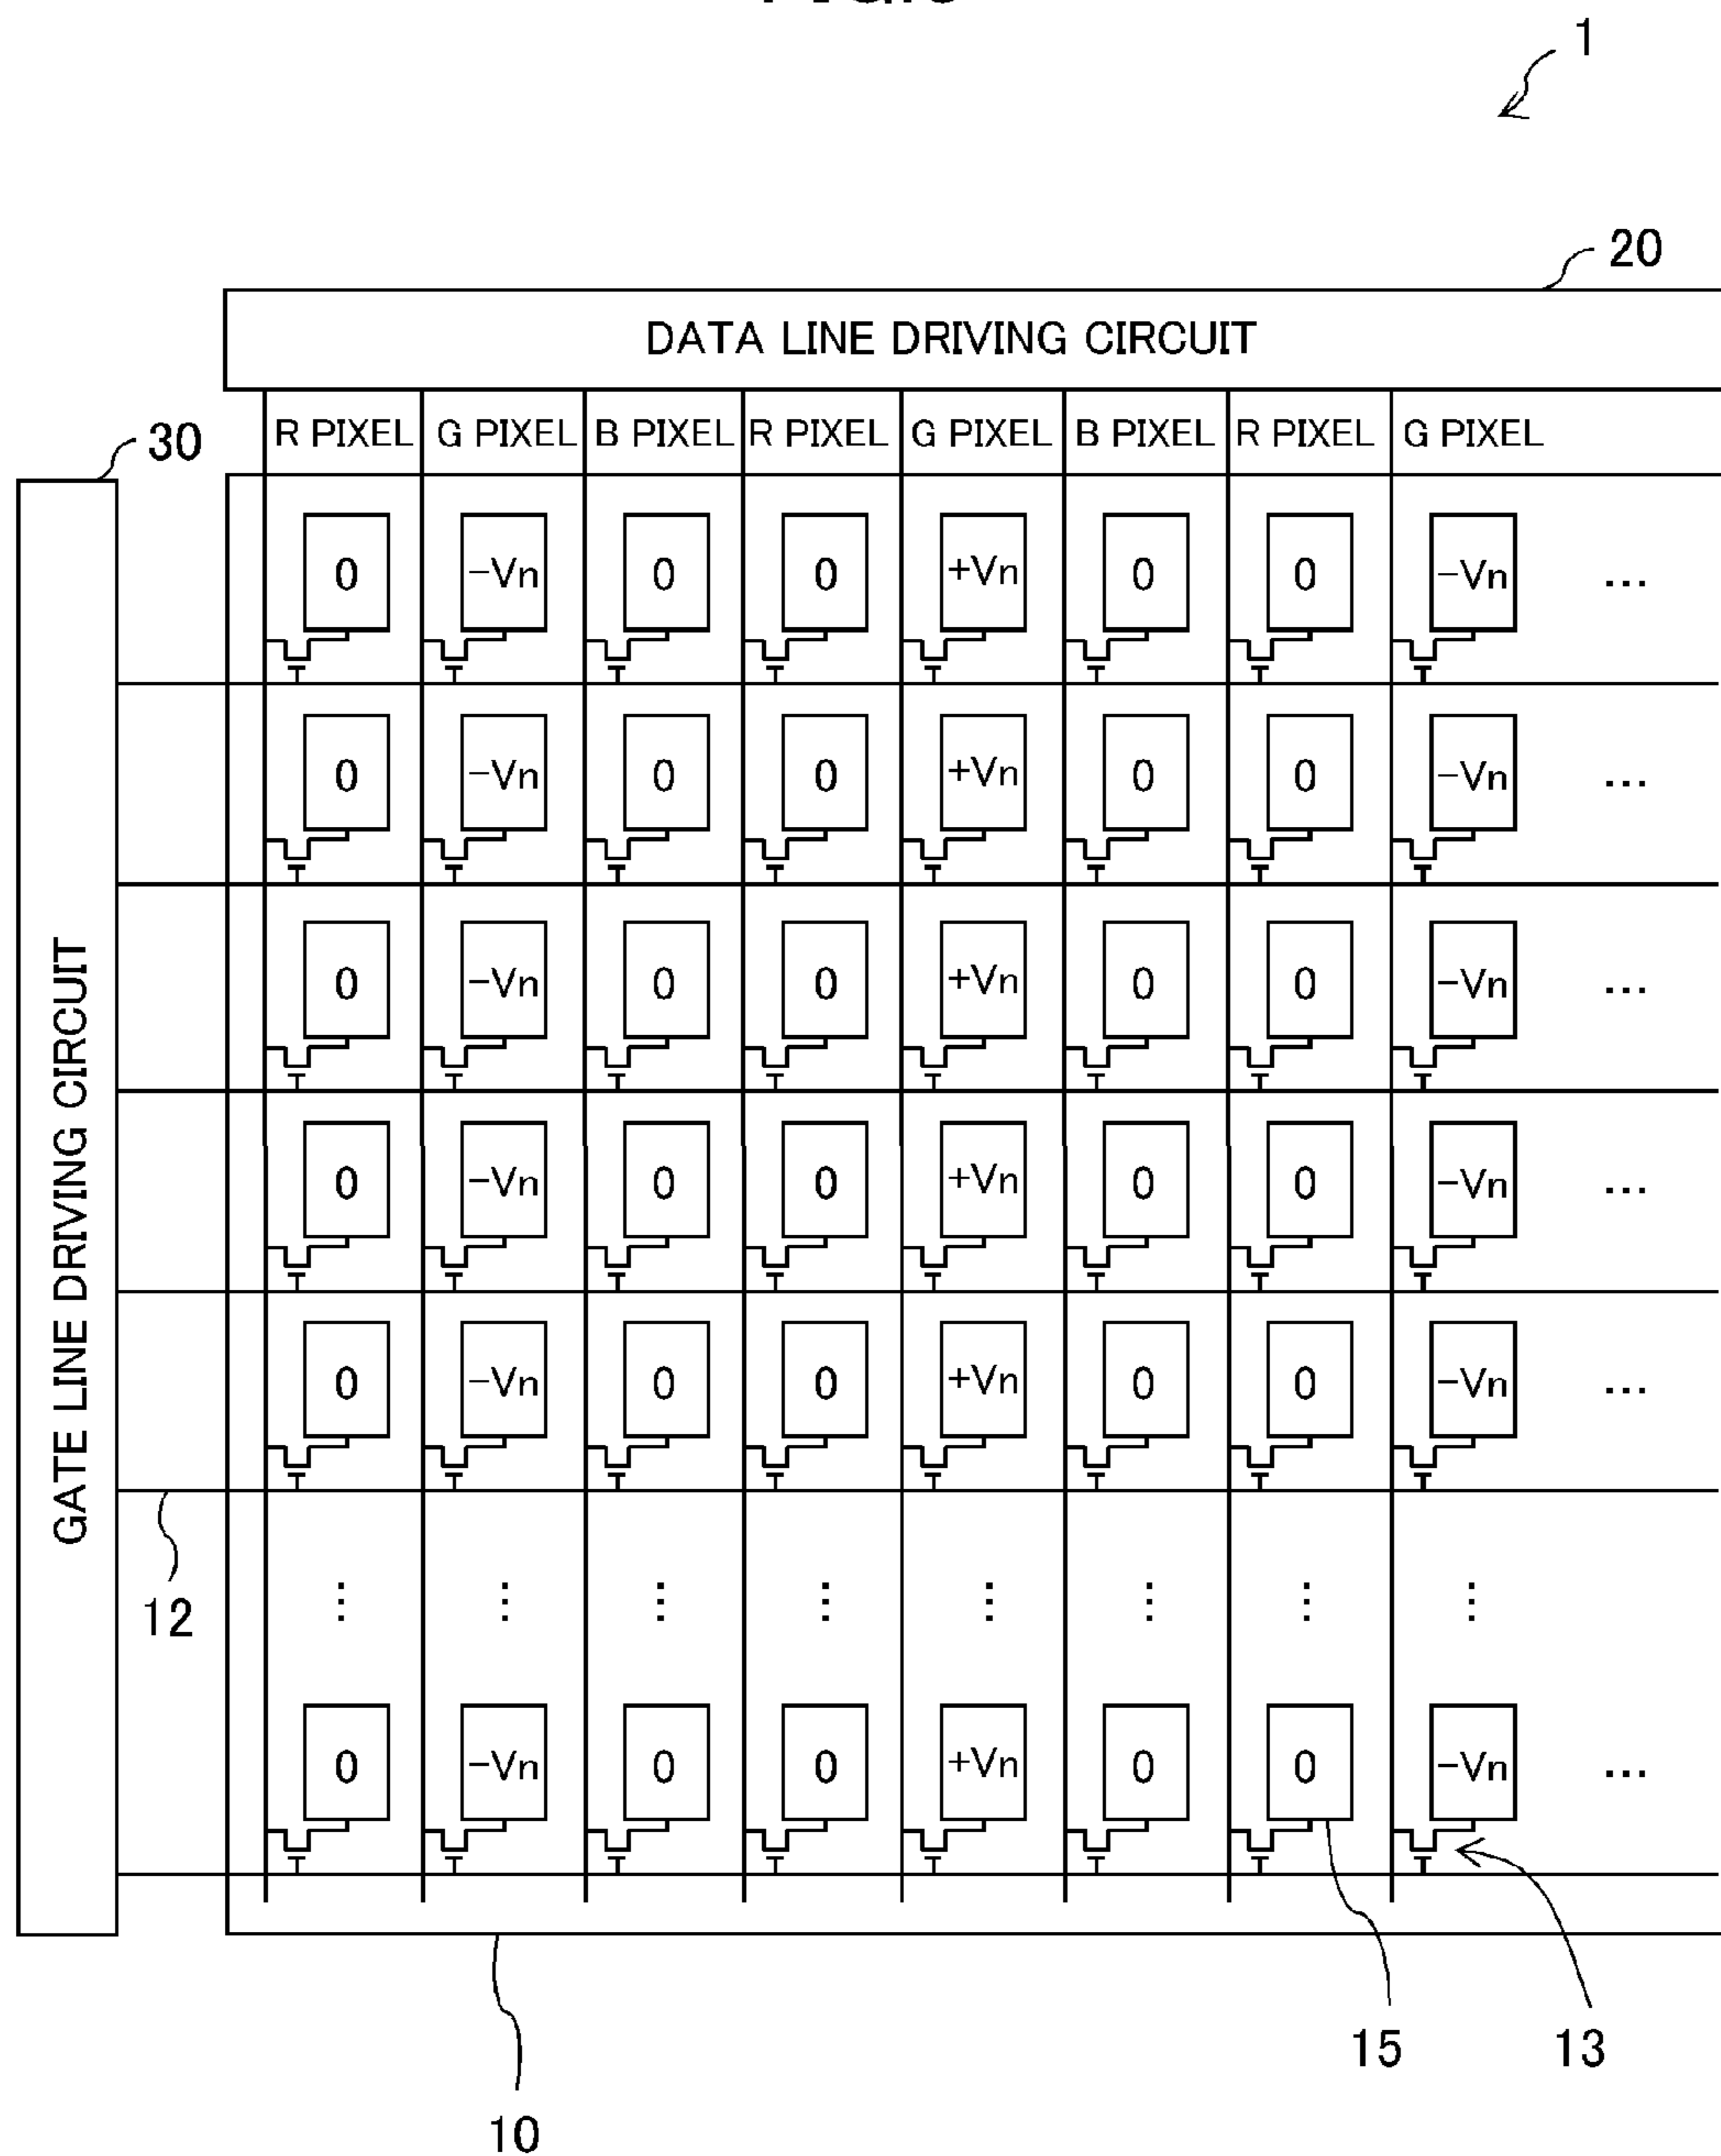 1
20
DATA LINE DRIVING CIRCUIT
30
R PIXEL G PIXEL B PIXEL R PIXEL G PIXEL B PIXEL R PIXEL G PIXEL
GATE LINE DRIVING CIRCUIT
0 −Vn 0 0 +Vn 0 0 −Vn ...
0 −Vn 0 0 +Vn 0 0 −Vn ...
0 −Vn 0 0 +Vn 0 0 −Vn ...
0 −Vn 0 0 +Vn 0 0 −Vn ...
0 −Vn 0 0 +Vn 0 0 −Vn ...
12
0 −Vn 0 0 +Vn 0 0 −Vn ...
15
13
10